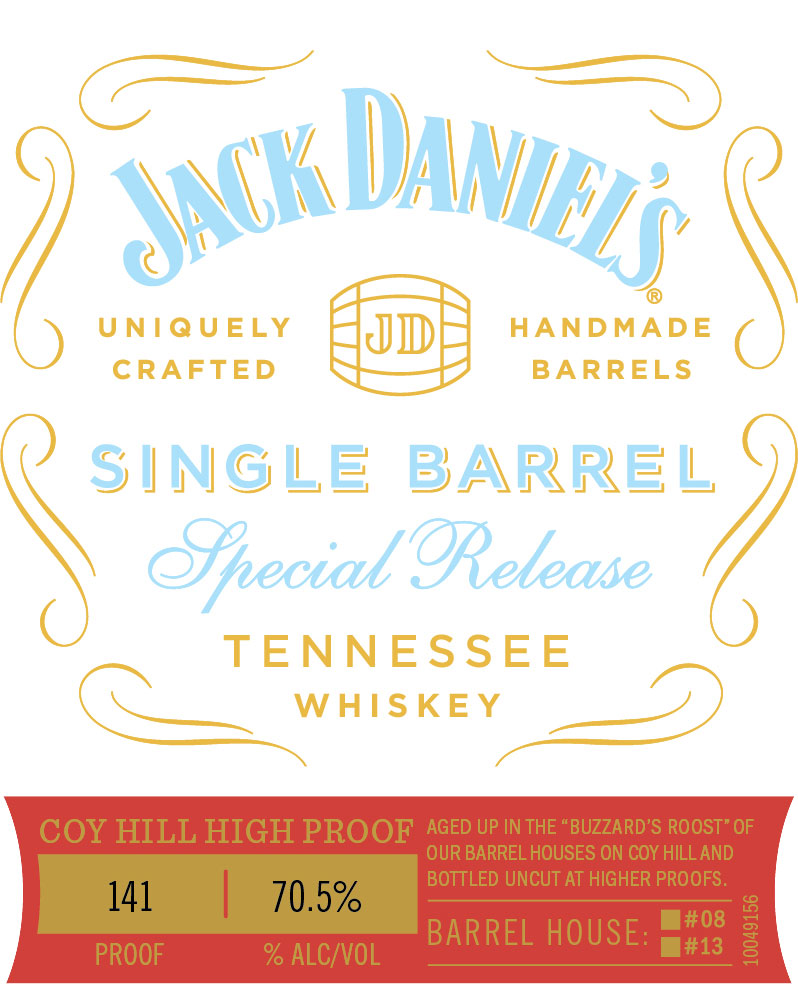 JACK DANIEL'S
®
UNIQUELY CRAFTED
JD
HANDMADE BARRELS
SINGLE BARREL
Special Release
TENNESSEE
WHISKEY
COY HILL HIGH PROOF
141 | 70.5%
PROOF % ALC/VOL
AGED UP IN THE “BUZZARD’S ROOST” OF
OUR BARREL HOUSES ON COY HILL AND
BOTTLED UNCUT AT HIGHER PROOFS.
BARREL HOUSE: #08
#13
10049156